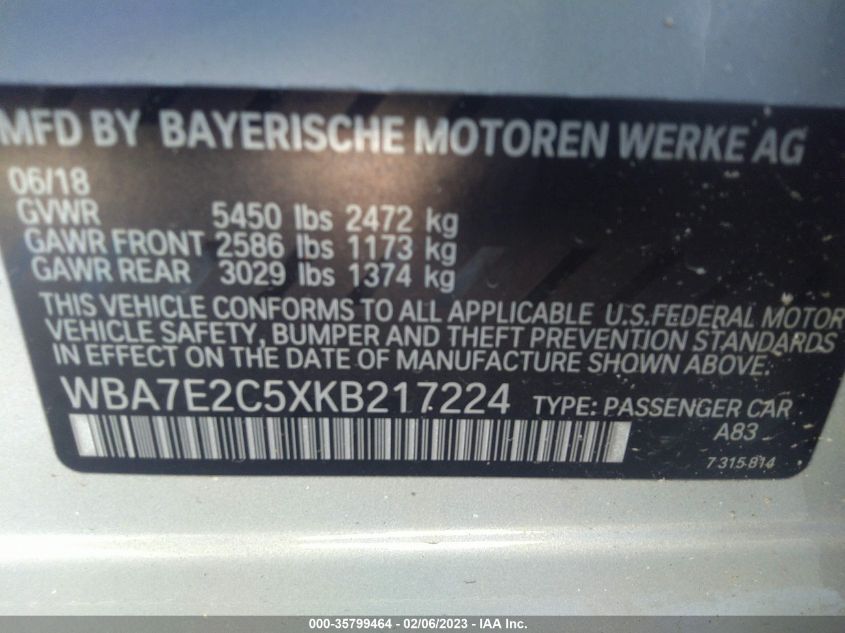 MFD BY BAYERISCHE MOTOREN WERKE AG
06/18
GVWR 5450 lbs 2472 kg
GAWR FRONT 2586 lbs 1173 kg
GAWR REAR 3029 lbs 1374 kg
THIS VEHICLE CONFORMS TO ALL APPLICABLE U.S.FEDERAL MOTOR
VEHICLE SAFETY, BUMPER AND THEFT PREVENTION STANDARDS
IN EFFECT ON THE DATE OF MANUFACTURE SHOWN ABOVE.
WBA7E2C5XKB217224 TYPE: PASSENGER CAR
A83
7 315 814
000-35799464 - 02/06/2023 - IAA Inc.